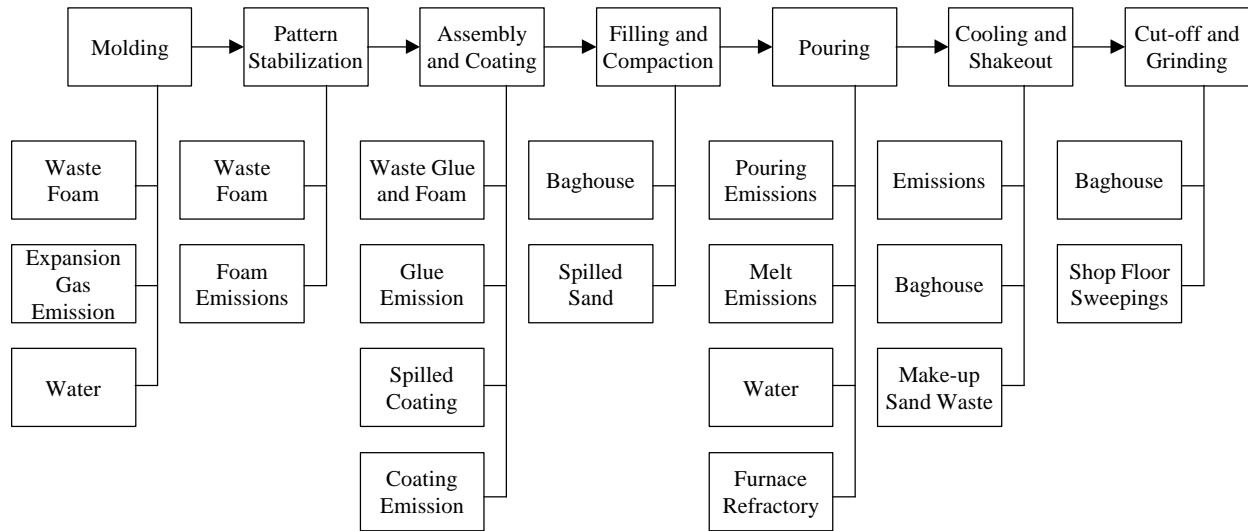 Molding
Pattern
Stabilization
Assembly
and Coating
Filling and
Compaction
Pouring
Cooling and
Shakeout
Cut-off and
Grinding
Waste
Foam
Expansion
Gas
Emission
Water
Waste
Foam
Foam
Emissions
Waste Glue
and Foam
Glue
Emission
Spilled
Coating
Coating
Emission
Baghouse
Spilled
Sand
Pouring
Emissions
Melt
Emissions
Water
Furnace
Refractory
Emissions
Baghouse
Make-up
Sand Waste
Baghouse
Shop Floor
Sweepings